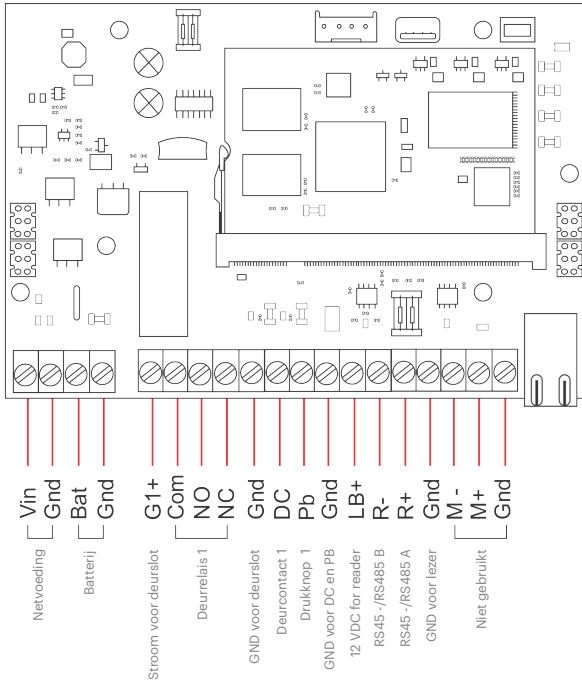 Vin
Gnd
Bat
Gnd
G1+
Com
NO
NC
Gnd
DC
Pb
Gnd
LB+
R-
R+
Gnd
M -
M+
Gnd
Netvoeding
Batterij
Stroom voor deurslot
Deurrelais 1
GND voor deurslot
Deurcontact 1
Drukknop 1
GND voor DC en PB
12 VDC for reader
RS45 -/RS485 B
RS45 -/RS485 A
GND voor lezer
Niet gebruikt